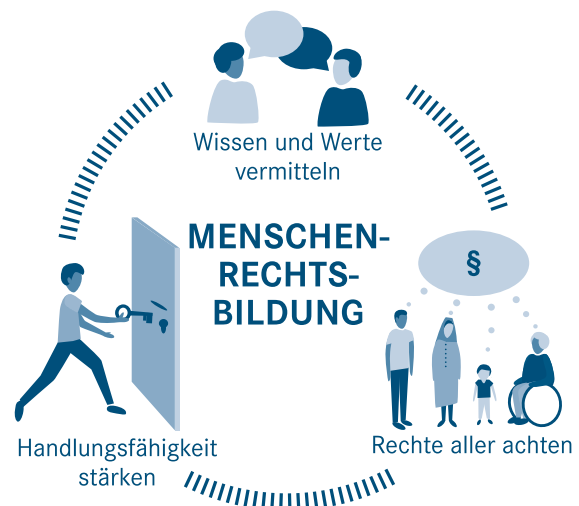 Wissen und Werte
vermitteln
MENSCHEN-
RECHTS-
BILDUNG
§
Handlungsfähigkeit
stärken
Rechte aller achten